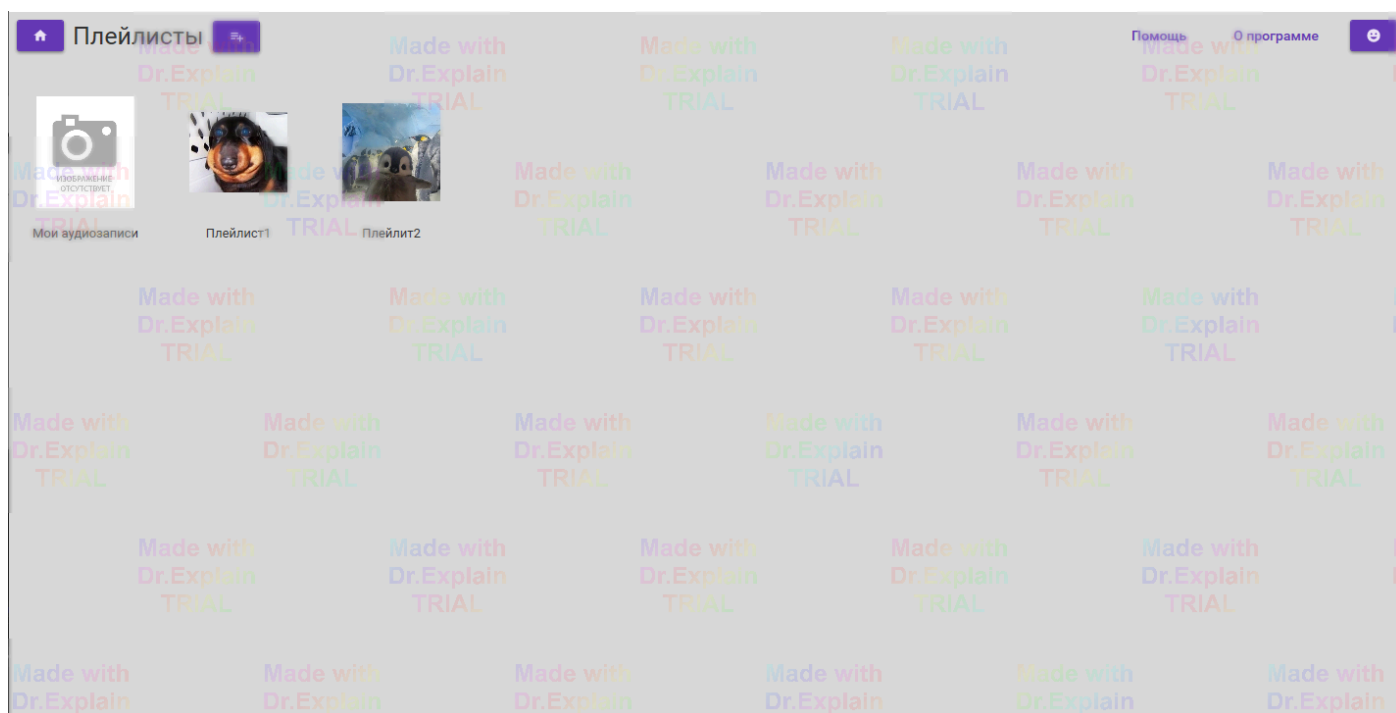 Плейлисты
Помощь
О программе
ИЗОБРАЖЕНИЕ
ОТСУТСТВУЕТ
Мои аудиозаписи
Плейлист1
Плейлит2
Made with
Dr.Explain
TRIAL